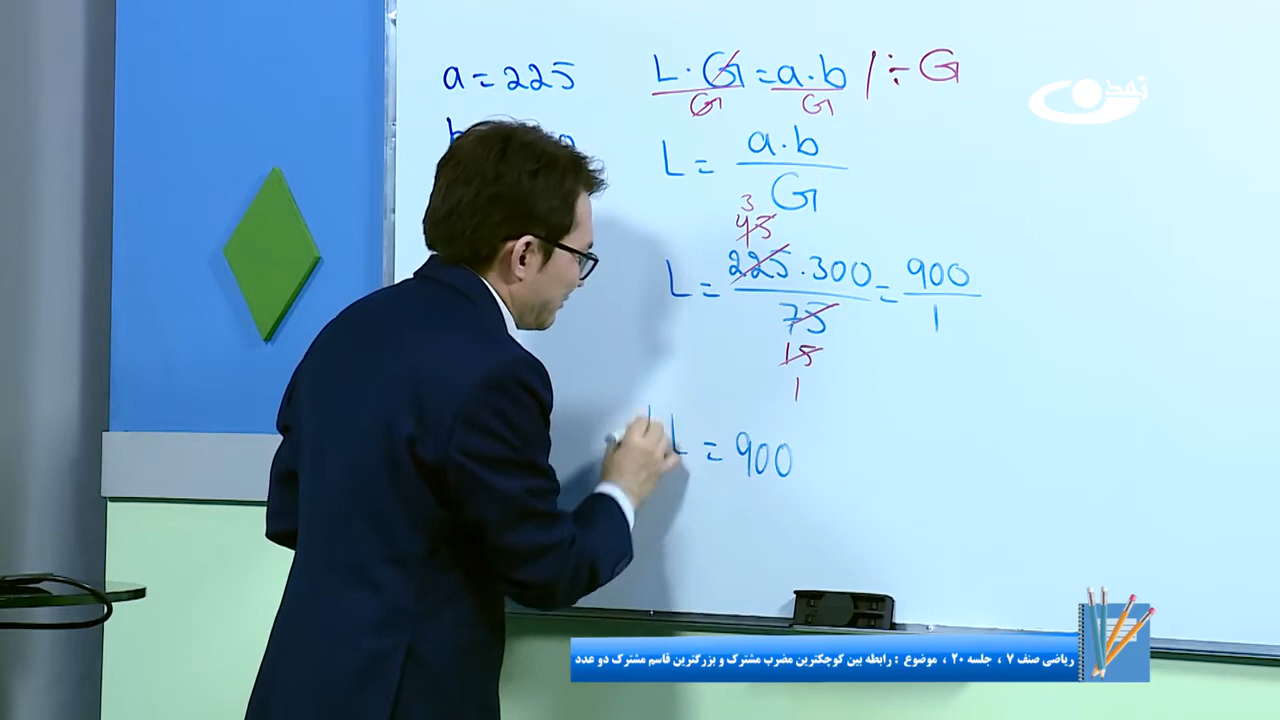 a = 225
L · G = a · b | ÷ G
G G
L = a · b
G
3
45
L = 225 · 300 = 900
75 1
15
1
L = 900
تمدن
ریاضی صنف ۷ ، جلسه ۲۰ ، موضوع : رابطه بین کوچکترین مضرب مشترک و بزرگترین قاسم مشترک دو عدد